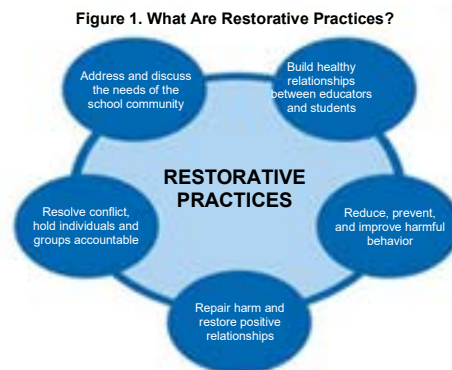 Figure 1. What Are Restorative Practices?
Address and discuss
the needs of the
school community
Build healthy
relationships
between educators
and students
RESTORATIVE
PRACTICES
Resolve conflict,
hold individuals and
groups accountable
Reduce, prevent,
and improve harmful
behavior
Repair harm and
restore positive
relationships